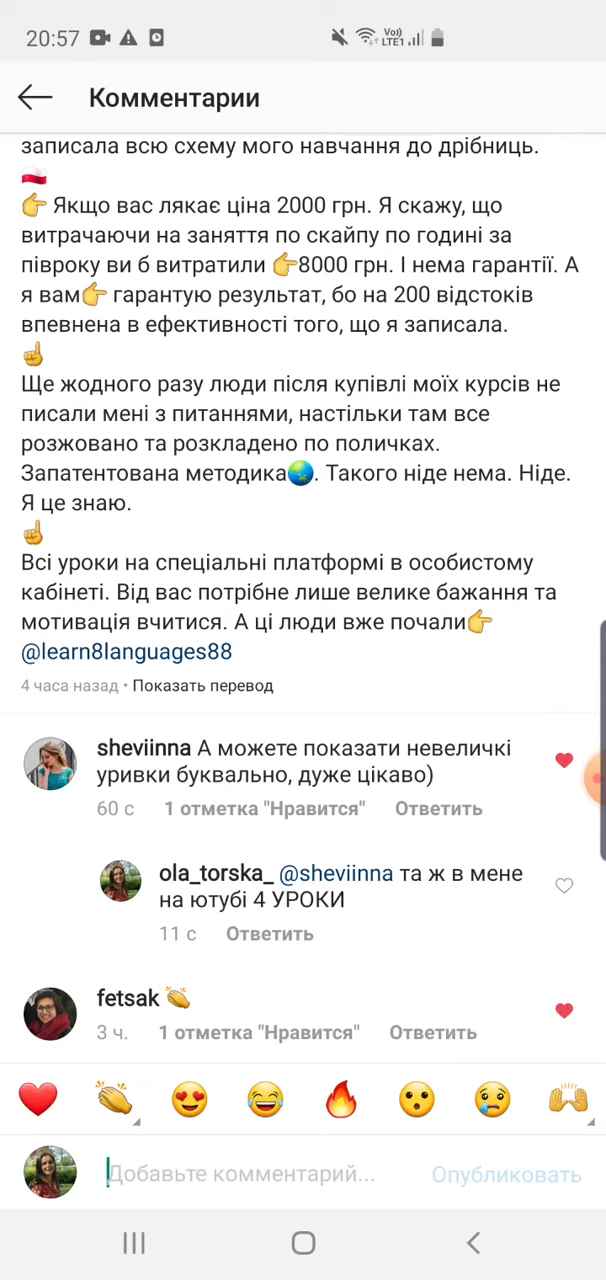 20:57
Vo))
LTE1
Комментарии
записала всю схему мого навчання до дрібниць.
🇵🇱
👉 Якщо вас лякає ціна 2000 грн. Я скажу, що
витрачаючи на заняття по скайпу по годині за
півроку ви б витратили 👉8000 грн. І нема гарантії. А
я вам👉 гарантую результат, бо на 200 відстоків
впевнена в ефективності того, що я записала.
☝️
Ще жодного разу люди після купівлі моїх курсів не
писали мені з питаннями, настільки там все
розжовано та розкладено по поличках.
Запатентована методика🌏. Такого ніде нема. Ніде.
Я це знаю.
☝️
Всі уроки на спеціальні платформі в особистому
кабінеті. Від вас потрібне лише велике бажання та
мотивація вчитися. А ці люди вже почали👉
@learn8languages88
4 часа назад • Показать перевод
sheviinna А можете показати невеличкі
уривки буквально, дуже цікаво)
60 с 1 отметка "Нравится" Ответить
ola_torska_ @sheviinna та ж в мене
на ютубі 4 УРОКИ
11 с Ответить
fetsak 👏
3 ч. 1 отметка "Нравится" Ответить
❤️ 👏 😍 😂 🔥 😮 😢 🙌
Добавьте комментарий... Опубликовать